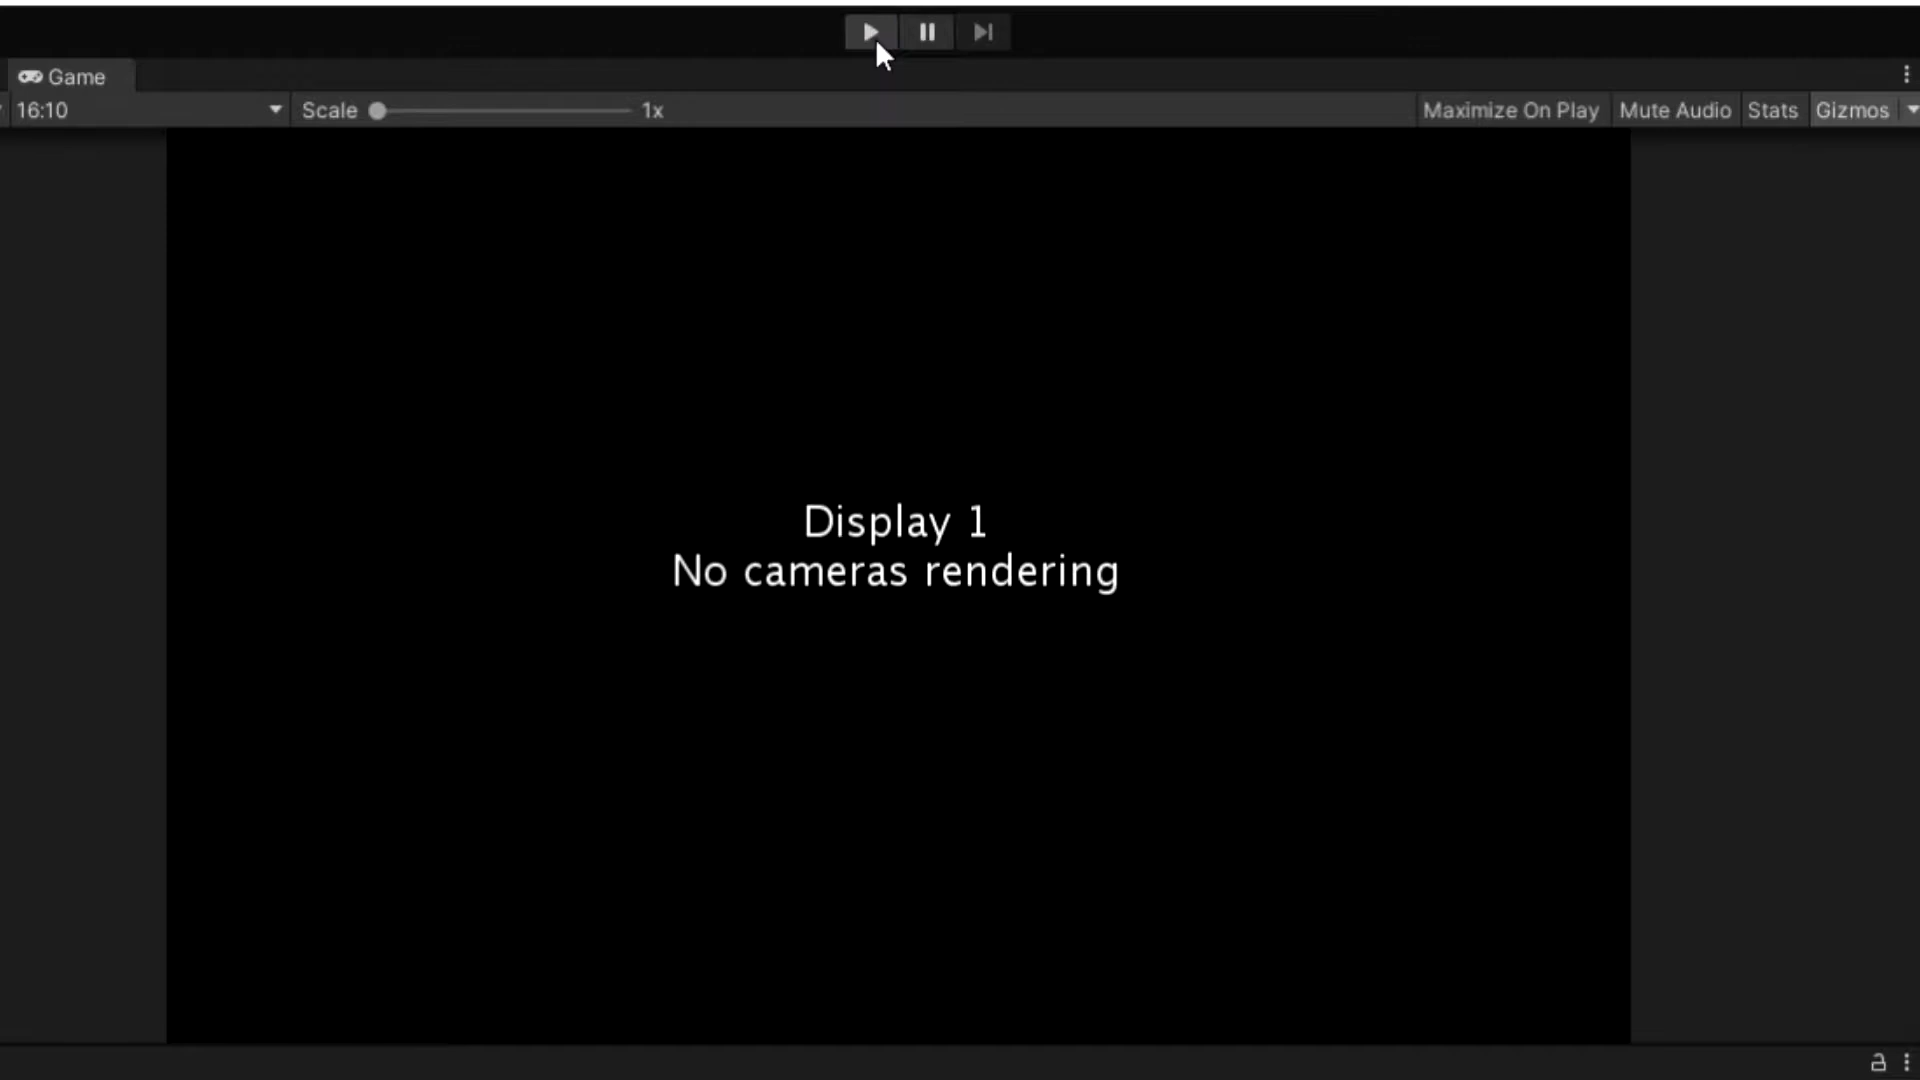 Game
16:10 Scale 1x Maximize On Play Mute Audio Stats Gizmos
Display 1
No cameras rendering